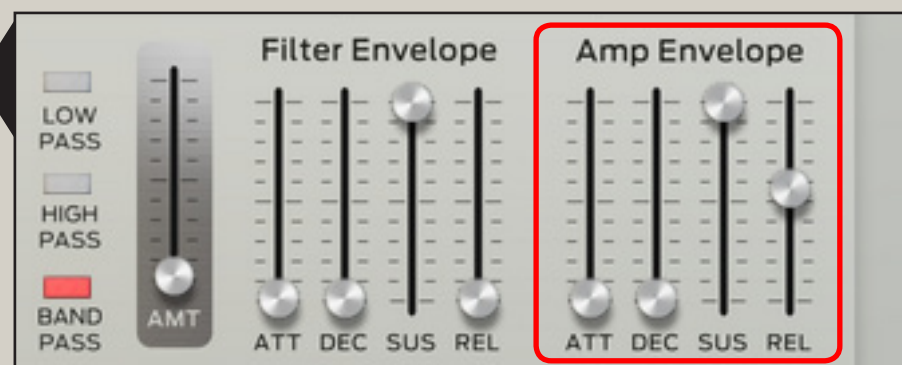 Filter Envelope
Amp Envelope
LOW
PASS
HIGH
PASS
BAND
PASS
AMT
ATT DEC SUS REL
ATT DEC SUS REL